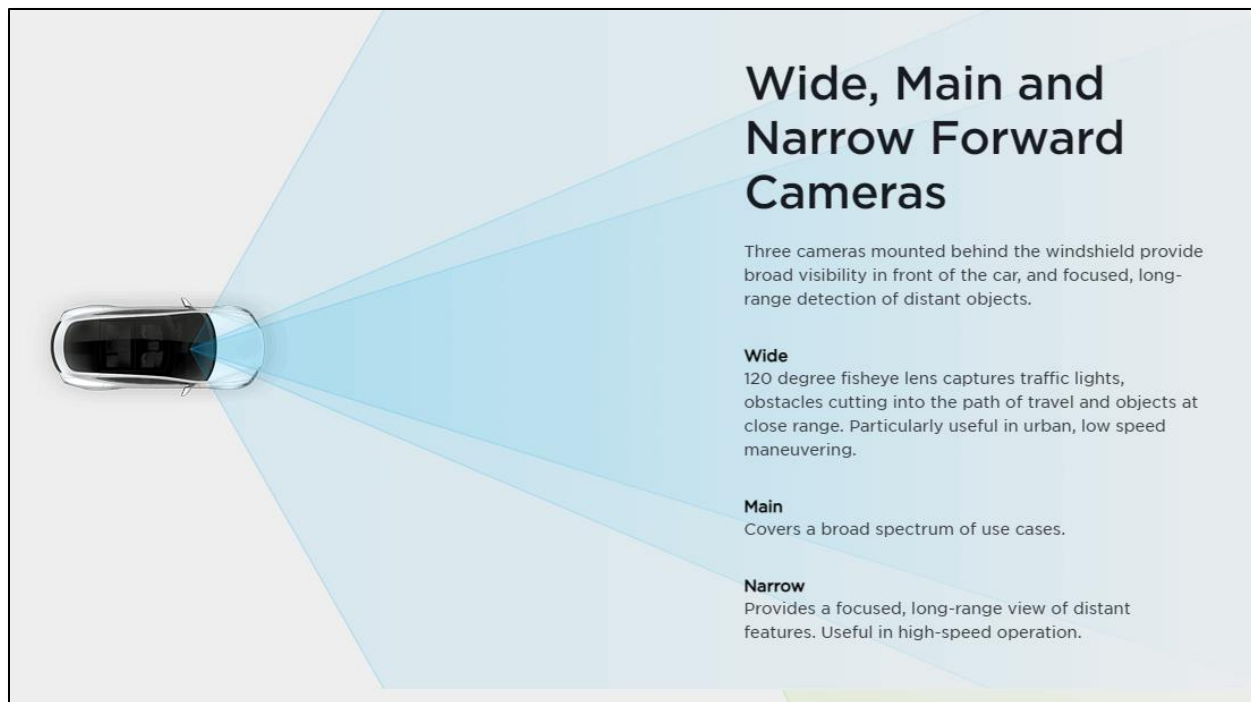 Wide, Main and
Narrow Forward
Cameras
Three cameras mounted behind the windshield provide
broad visibility in front of the car, and focused, long-
range detection of distant objects.
Wide
120 degree fisheye lens captures traffic lights,
obstacles cutting into the path of travel and objects at
close range. Particularly useful in urban, low speed
maneuvering.
Main
Covers a broad spectrum of use cases.
Narrow
Provides a focused, long-range view of distant
features. Useful in high-speed operation.